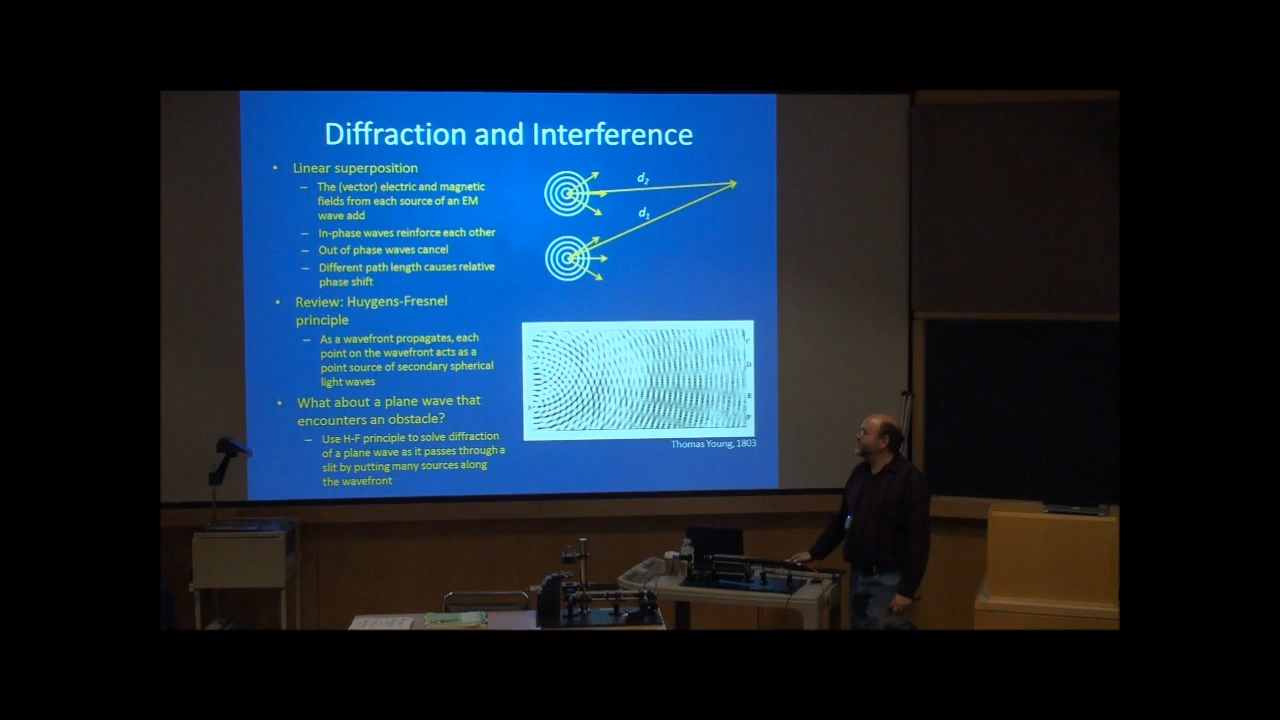 Diffraction and Interference
• Linear superposition
– The (vector) electric and magnetic
fields from each source of an EM
wave add
– In-phase waves reinforce each other
– Out of phase waves cancel
– Different path length causes relative
phase shift
• Review: Huygens-Fresnel
principle
– As a wavefront propagates, each
point on the wavefront acts as a
point source of secondary spherical
light waves
• What about a plane wave that
encounters an obstacle?
– Use H-F principle to solve diffraction
of a plane wave as it passes through a
slit by putting many sources along
the wavefront
d2
d1
C
D
E
F
Thomas Young, 1803